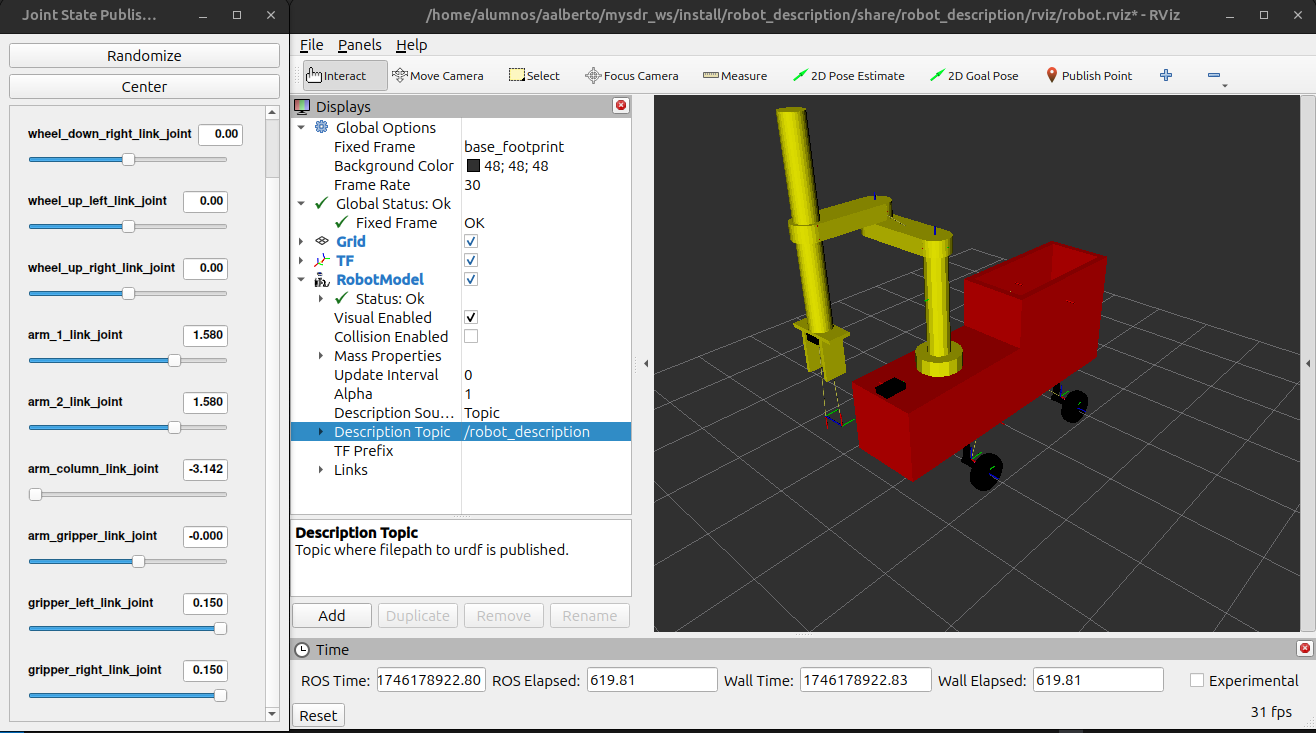 Joint State Publis…
Randomize
Center
wheel_down_right_link_joint 0.00
wheel_up_left_link_joint 0.00
wheel_up_right_link_joint 0.00
arm_1_link_joint 1.580
arm_2_link_joint 1.580
arm_column_link_joint -3.142
arm_gripper_link_joint -0.000
gripper_left_link_joint 0.150
gripper_right_link_joint 0.150
/home/alumnos/aalberto/mysdr_ws/install/robot_description/share/robot_description/rviz/robot.rviz* - RViz
File Panels Help
Interact Move Camera Select Focus Camera Measure 2D Pose Estimate 2D Goal Pose Publish Point
Displays
Global Options
Fixed Frame base_footprint
Background Color 48; 48; 48
Frame Rate 30
Global Status: Ok
Fixed Frame OK
Grid
TF
RobotModel
Status: Ok
Visual Enabled
Collision Enabled
Mass Properties
Update Interval 0
Alpha 1
Description Sou… Topic
Description Topic /robot_description
TF Prefix
Links
Description Topic
Topic where filepath to urdf is published.
Add Duplicate Remove Rename
Time
ROS Time: 1746178922.80 ROS Elapsed: 619.81 Wall Time: 1746178922.83 Wall Elapsed: 619.81 Experimental
Reset 31 fps